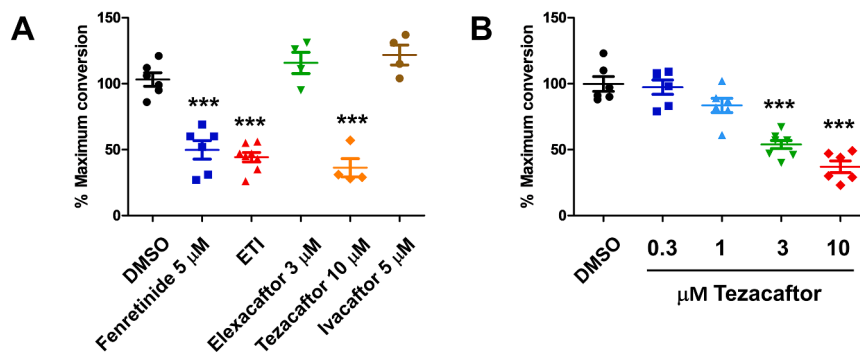 A
% Maximum conversion
150
100
50
0
***
***
***
DMSO
Fenretinide 5 μM
ETI
Elexacaftor 3 μM
Tezacaftor 10 μM
Ivacaftor 5 μM
B
% Maximum conversion
150
100
50
0
***
***
DMSO
0.3 1 3 10
μM Tezacaftor